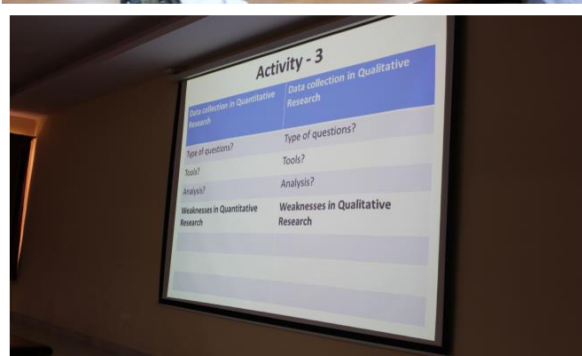 Activity - 3
Data collection in Quantitative
Research
Data collection in Qualitative
Research
Type of questions?
Type of questions?
Tools?
Tools?
Analysis?
Analysis?
Weaknesses in Quantitative
Research
Weaknesses in Qualitative
Research